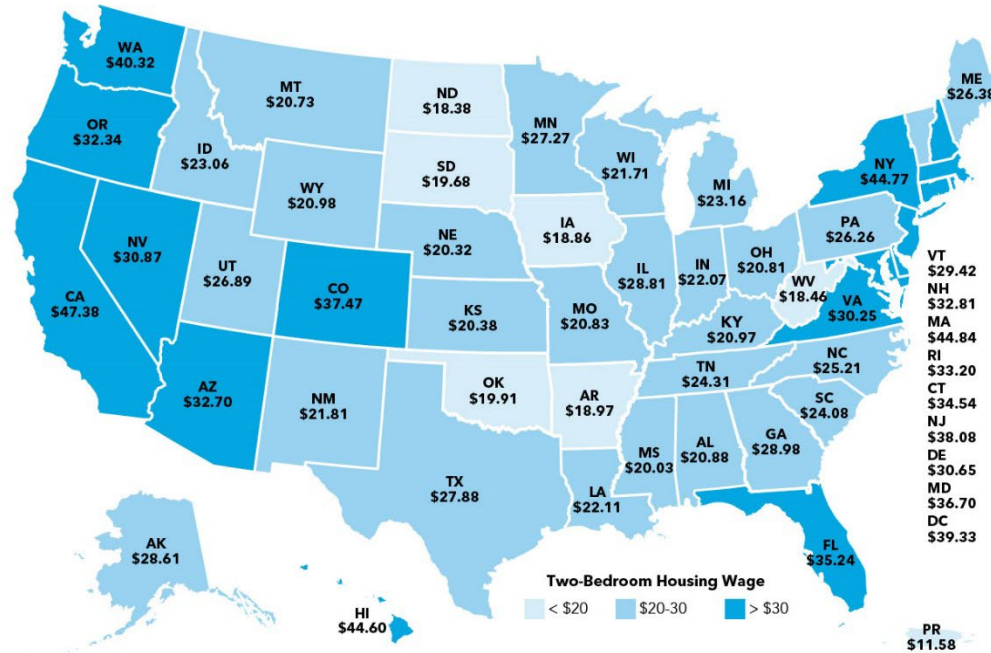 WA
$40.32
MT
$20.73
ND
$18.38
MN
$27.27
ME
$26.38
OR
$32.34
ID
$23.06
SD
$19.68
WI
$21.71
MI
$23.16
NY
$44.77
WY
$20.98
IA
$18.86
NE
$20.32
PA
$26.26
NV
$30.87
UT
$26.89
CO
$37.47
IL
$28.81
IN
$22.07
OH
$20.81
WV
$18.46
VA
$30.25
CA
$47.38
KS
$20.38
MO
$20.83
KY
$20.97
NC
$25.21
TN
$24.31
SC
$24.08
AZ
$32.70
NM
$21.81
OK
$19.91
AR
$18.97
MS
$20.03
AL
$20.88
GA
$28.98
TX
$27.88
LA
$22.11
FL
$35.24
VT
$29.42
NH
$32.81
MA
$44.84
RI
$33.20
CT
$34.54
NJ
$38.08
DE
$30.65
MD
$36.70
DC
$39.33
AK
$28.61
HI
$44.60
Two-Bedroom Housing Wage
< $20
$20-30
> $30
PR
$11.58